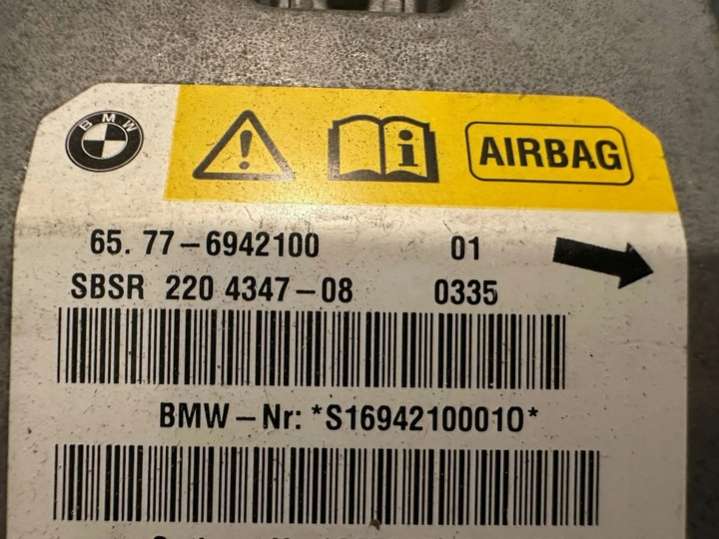 BMW
AIRBAG
65. 77-6942100 01
SBSR 220 4347-08 0335
BMW-Nr: *S16942100010*